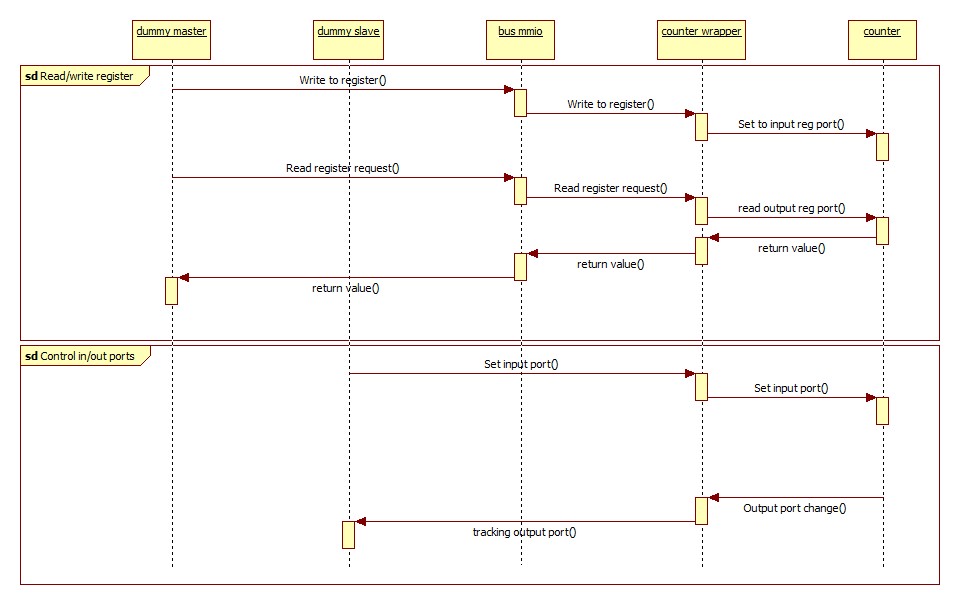 dummy master
dummy slave
bus mmio
counter wrapper
counter
sd Read/write register
Write to register()
Write to register()
Set to input reg port()
Read register request()
Read register request()
read output reg port()
return value()
return value()
return value()
sd Control in/out ports
Set input port()
Set input port()
Output port change()
tracking output port()